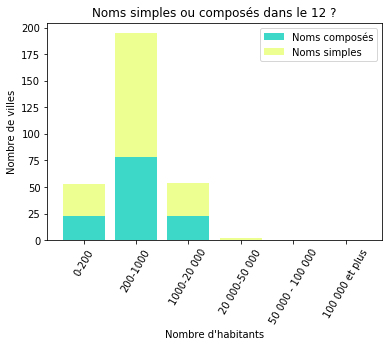 Noms simples ou composés dans le 12 ?
Noms composés
Noms simples
Nombre de villes
200
175
150
125
100
75
50
25
0
0-200
200-1000
1000-20 000
20 000-50 000
50 000 - 100 000
100 000 et plus
Nombre d'habitants